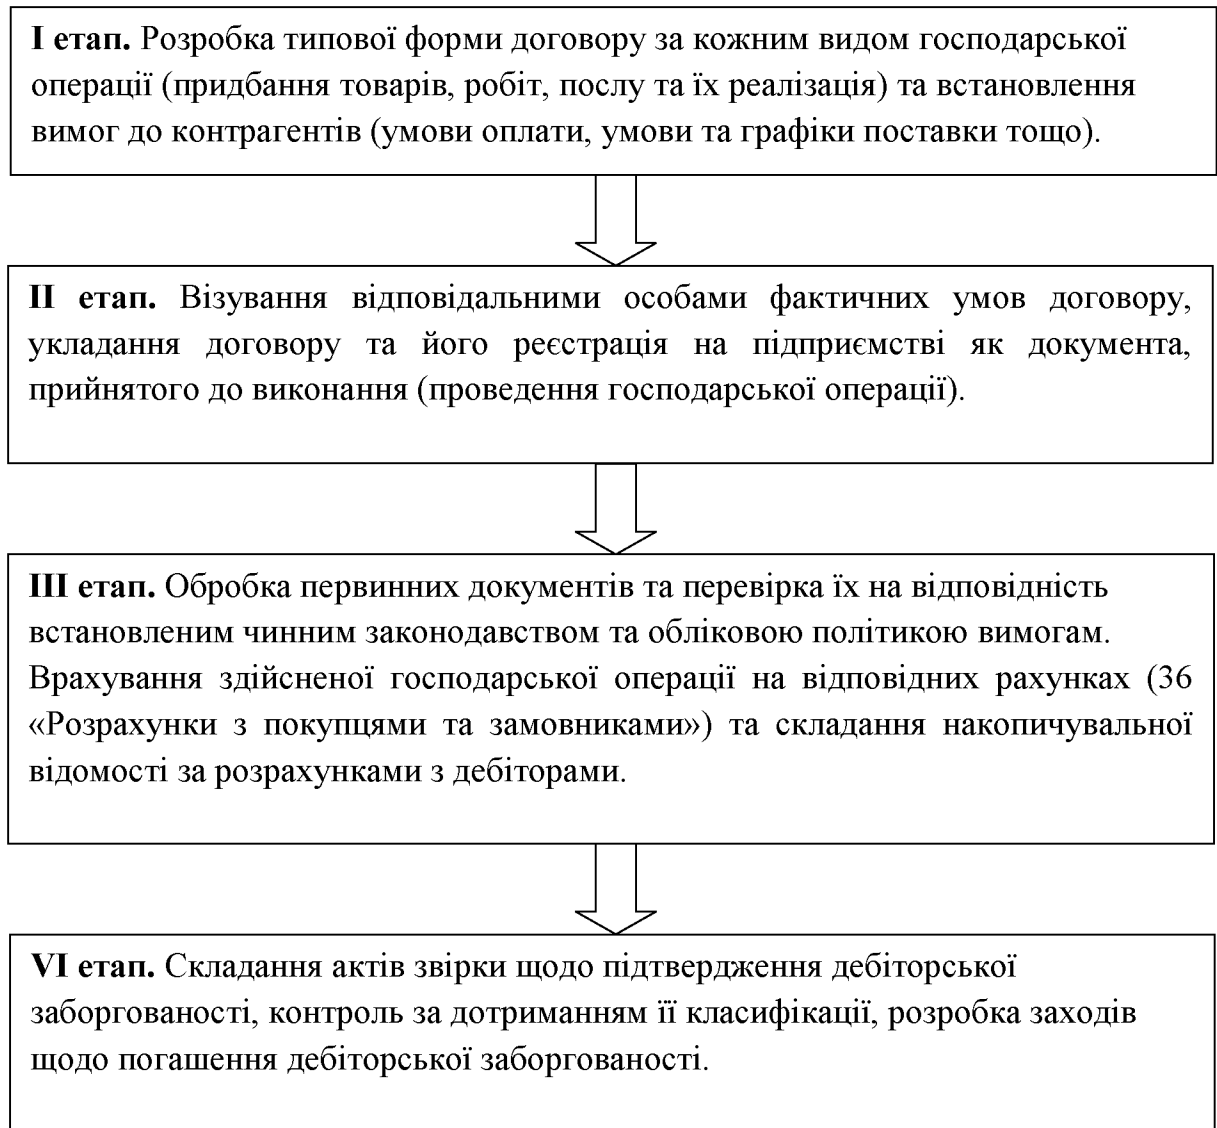 I етап. Розробка типової форми договору за кожним видом господарської
операції (придбання товарів, робіт, послу та їх реалізація) та встановлення
вимог до контрагентів (умови оплати, умови та графіки поставки тощо).
II етап. Візування відповідальними особами фактичних умов договору,
укладання договору та його реєстрація на підприємстві як документа,
прийнятого до виконання (проведення господарської операції).
III етап. Обробка первинних документів та перевірка їх на відповідність
встановленим чинним законодавством та обліковою політикою вимогам.
Врахування здійсненої господарської операції на відповідних рахунках (36
«Розрахунки з покупцями та замовниками») та складання накопичувальної
відомості за розрахунками з дебіторами.
VI етап. Складання актів звірки щодо підтвердження дебіторської
заборгованості, контроль за дотриманням її класифікації, розробка заходів
щодо погашення дебіторської заборгованості.